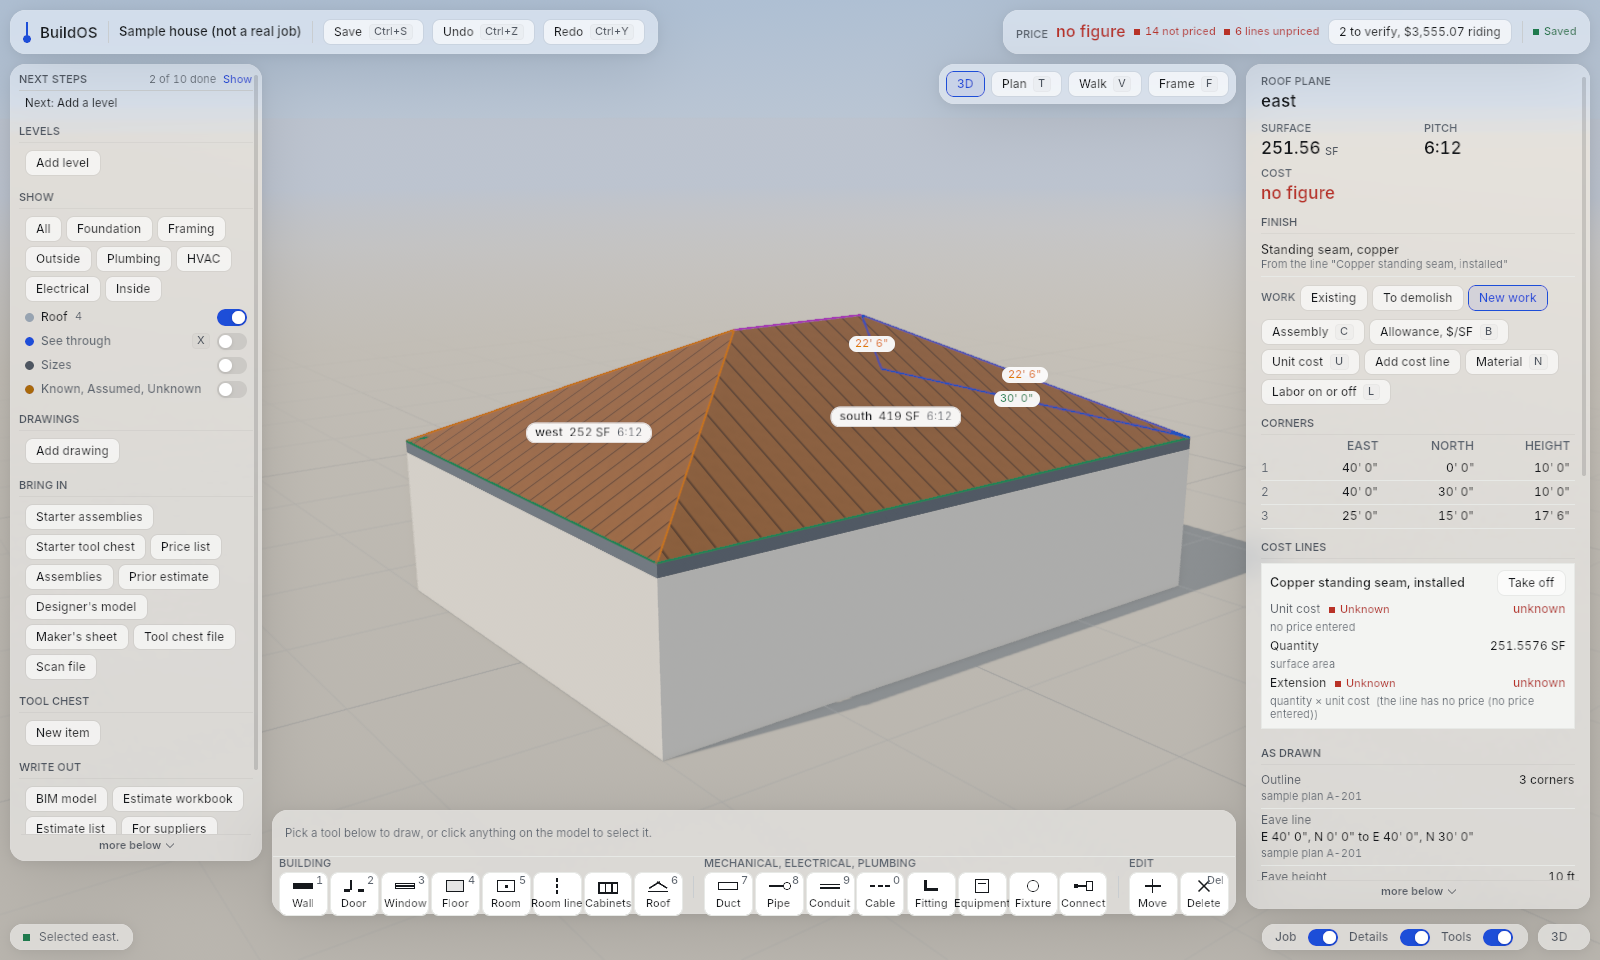 BuildOS
Sample house (not a real job)
Save Ctrl+S
Undo Ctrl+Z
Redo Ctrl+Y
PRICE no figure 14 not priced 6 lines unpriced 2 to verify, $3,555.07 riding Saved
3D
Plan T
Walk V
Frame F
NEXT STEPS 2 of 10 done Show
Next: Add a level
LEVELS
Add level
SHOW
All Foundation Framing
Outside Plumbing HVAC
Electrical Inside
Roof 4
See through X
Sizes
Known, Assumed, Unknown
DRAWINGS
Add drawing
BRING IN
Starter assemblies
Starter tool chest Price list
Assemblies Prior estimate
Designer's model
Maker's sheet Tool chest file
Scan file
TOOL CHEST
New item
WRITE OUT
BIM model Estimate workbook
Estimate list For suppliers
more below
22' 6"
22' 6"
30' 0"
south 419 SF 6:12
west 252 SF 6:12
ROOF PLANE
east
SURFACE PITCH
251.56 SF 6:12
COST
no figure
FINISH
Standing seam, copper
From the line "Copper standing seam, installed"
WORK Existing To demolish New work
Assembly C Allowance, $/SF B
Unit cost U Add cost line Material N
Labor on or off L
CORNERS
EAST NORTH HEIGHT
1 40' 0" 0' 0" 10' 0"
2 40' 0" 30' 0" 10' 0"
3 25' 0" 15' 0" 17' 6"
COST LINES
Copper standing seam, installed Take off
Unit cost Unknown unknown
no price entered
Quantity 251.5576 SF
surface area
Extension Unknown unknown
quantity × unit cost (the line has no price (no price
entered))
AS DRAWN
Outline 3 corners
sample plan A-201
Eave line
E 40' 0", N 0' 0" to E 40' 0", N 30' 0"
sample plan A-201
Eave height 10 ft
more below
Pick a tool below to draw, or click anything on the model to select it.
BUILDING MECHANICAL, ELECTRICAL, PLUMBING EDIT
1 2 3 4 5 6 7 8 9 0 Del
Wall Door Window Floor Room Room line Cabinets Roof Duct Pipe Conduit Cable Fitting Equipment Fixture Connect Move Delete
Selected east.
Job Details Tools 3D